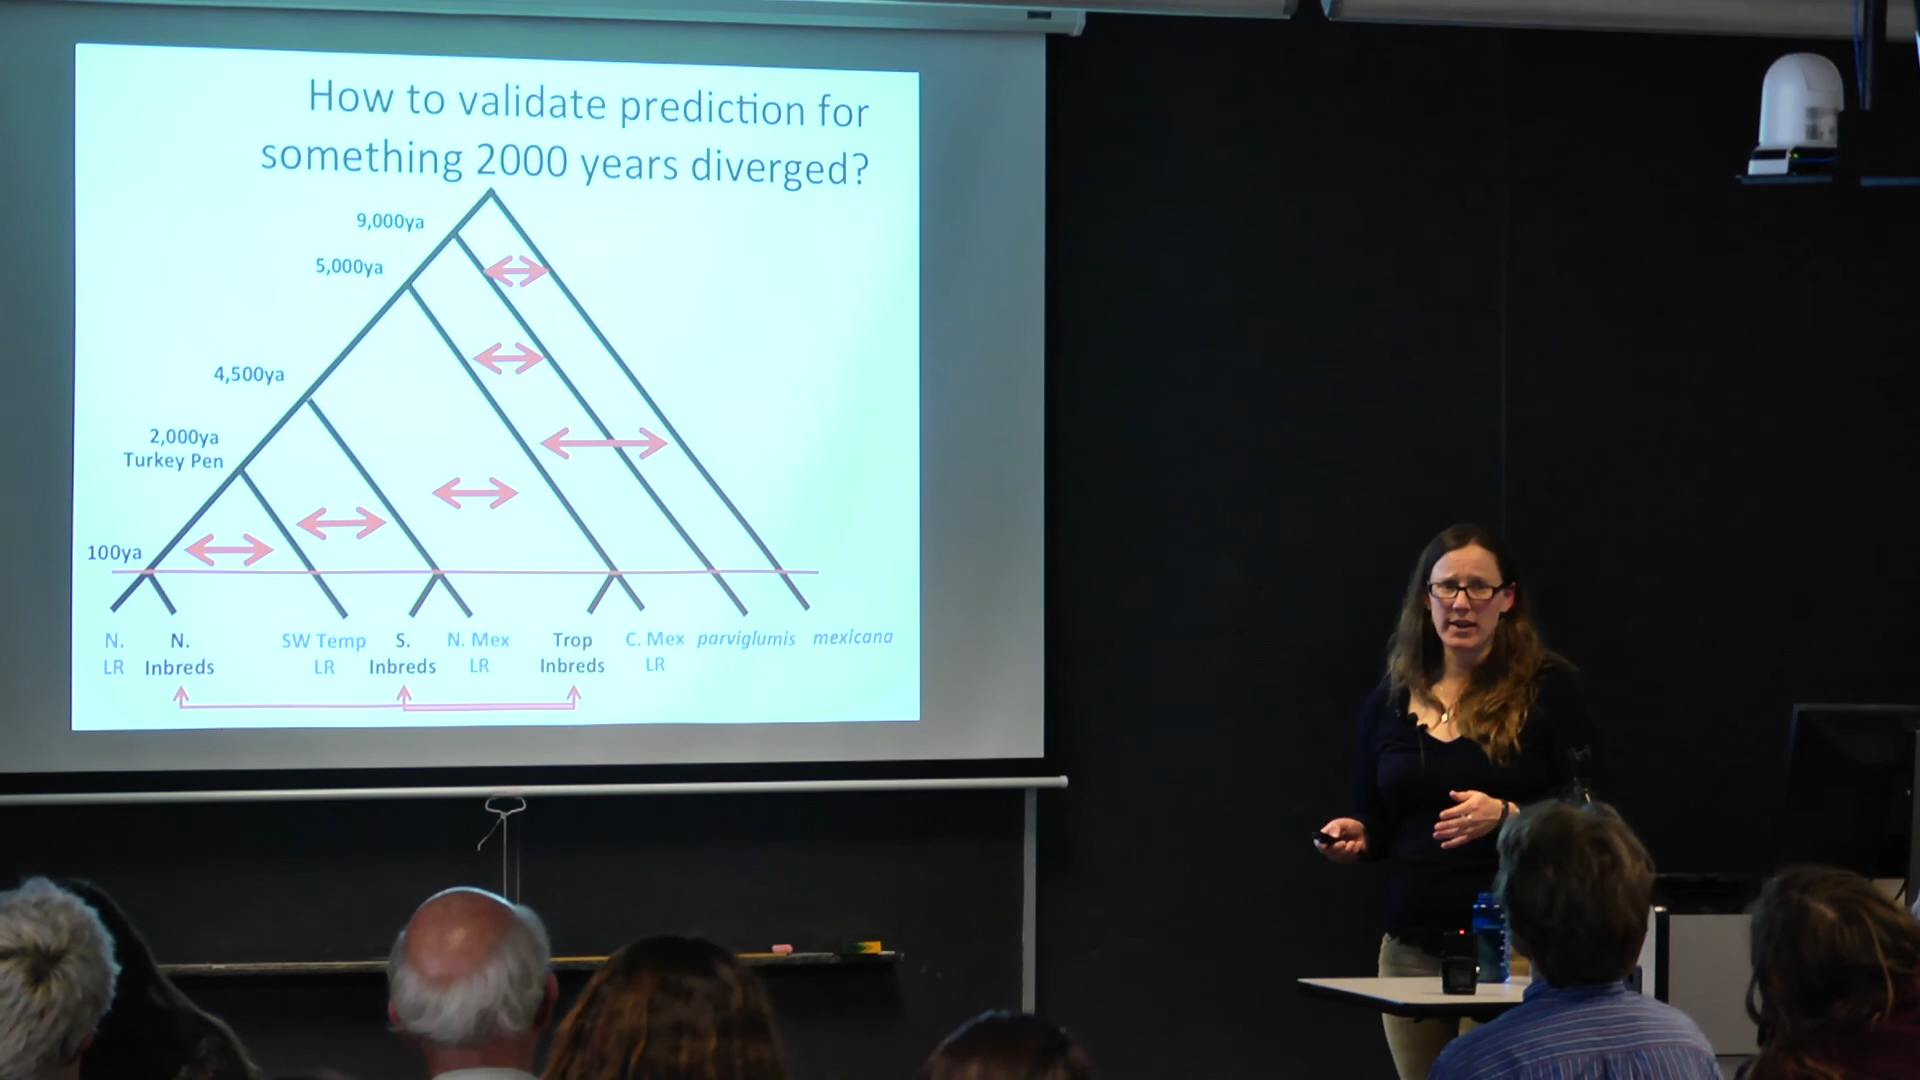 How to validate prediction for
something 2000 years diverged?
9,000ya
5,000ya
4,500ya
2,000ya
Turkey Pen
100ya
N.
LR
N.
Inbreds
SW Temp
LR
S.
Inbreds
N. Mex
LR
Trop
Inbreds
C. Mex
LR
parviglumis
mexicana